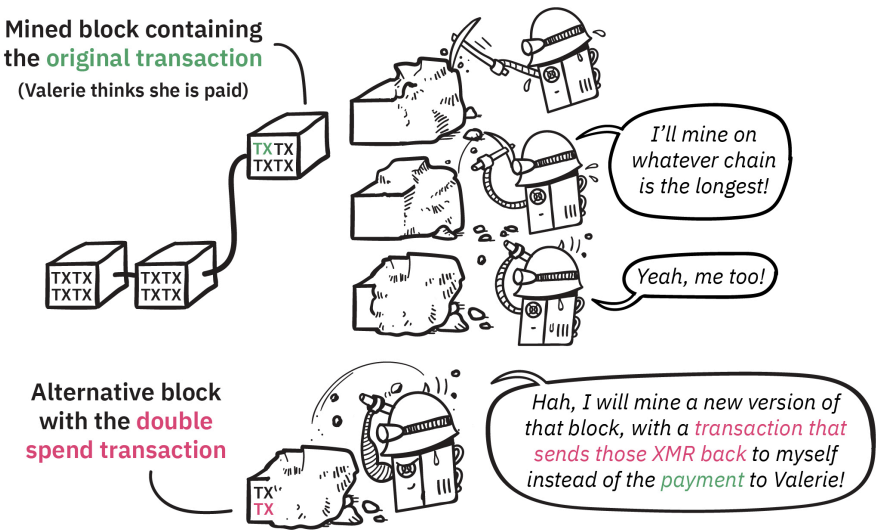 Mined block containing
the original transaction
(Valerie thinks she is paid)
TXTX
TXTX
I'll mine on
whatever chain
is the longest!
TXTX
TXTX
TXTX
TXTX
Yeah, me too!
Alternative block
with the double
spend transaction
TX
TX
Hah, I will mine a new version of
that block, with a transaction that
sends those XMR back to myself
instead of the payment to Valerie!